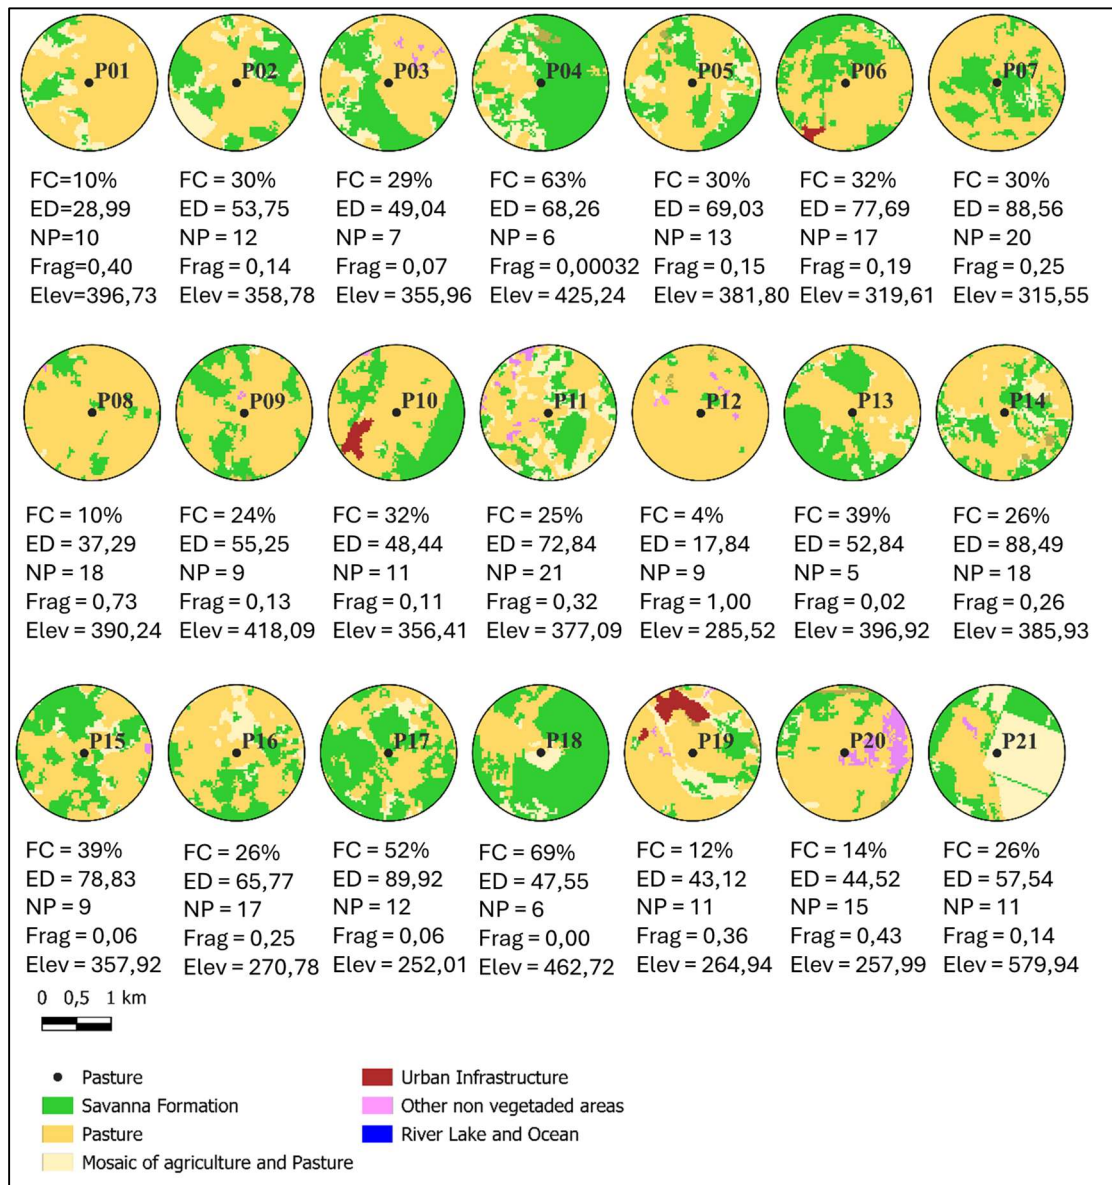 P01 P02 P03 P04 P05 P06 P07
FC=10% FC = 30% FC = 29% FC = 63% FC = 30% FC = 32% FC = 30%
ED=28,99 ED = 53,75 ED = 49,04 ED = 68,26 ED = 69,03 ED = 77,69 ED = 88,56
NP=10 NP = 12 NP = 7 NP = 6 NP = 13 NP = 17 NP = 20
Frag=0,40 Frag = 0,14 Frag = 0,07 Frag = 0,00032 Frag = 0,15 Frag = 0,19 Frag = 0,25
Elev=396,73 Elev = 358,78 Elev = 355,96 Elev = 425,24 Elev = 381,80 Elev = 319,61 Elev = 315,55
P08 P09 P10 P11 P12 P13 P14
FC = 10% FC = 24% FC = 32% FC = 25% FC = 4% FC = 39% FC = 26%
ED = 37,29 ED = 55,25 ED = 48,44 ED = 72,84 ED = 17,84 ED = 52,84 ED = 88,49
NP = 18 NP = 9 NP = 11 NP = 21 NP = 9 NP = 5 NP = 18
Frag = 0,73 Frag = 0,13 Frag = 0,11 Frag = 0,32 Frag = 1,00 Frag = 0,02 Frag = 0,26
Elev = 390,24 Elev = 418,09 Elev = 356,41 Elev = 377,09 Elev = 285,52 Elev = 396,92 Elev = 385,93
P15 P16 P17 P18 P19 P20 P21
FC = 39% FC = 26% FC = 52% FC = 69% FC = 12% FC = 14% FC = 26%
ED = 78,83 ED = 65,77 ED = 89,92 ED = 47,55 ED = 43,12 ED = 44,52 ED = 57,54
NP = 9 NP = 17 NP = 12 NP = 6 NP = 11 NP = 15 NP = 11
Frag = 0,06 Frag = 0,25 Frag = 0,06 Frag = 0,00 Frag = 0,36 Frag = 0,43 Frag = 0,14
Elev = 357,92 Elev = 270,78 Elev = 252,01 Elev = 462,72 Elev = 264,94 Elev = 257,99 Elev = 579,94
0 0,5 1 km
Pasture Urban Infrastructure
Savanna Formation Other non vegetaded areas
Pasture River Lake and Ocean
Mosaic of agriculture and Pasture